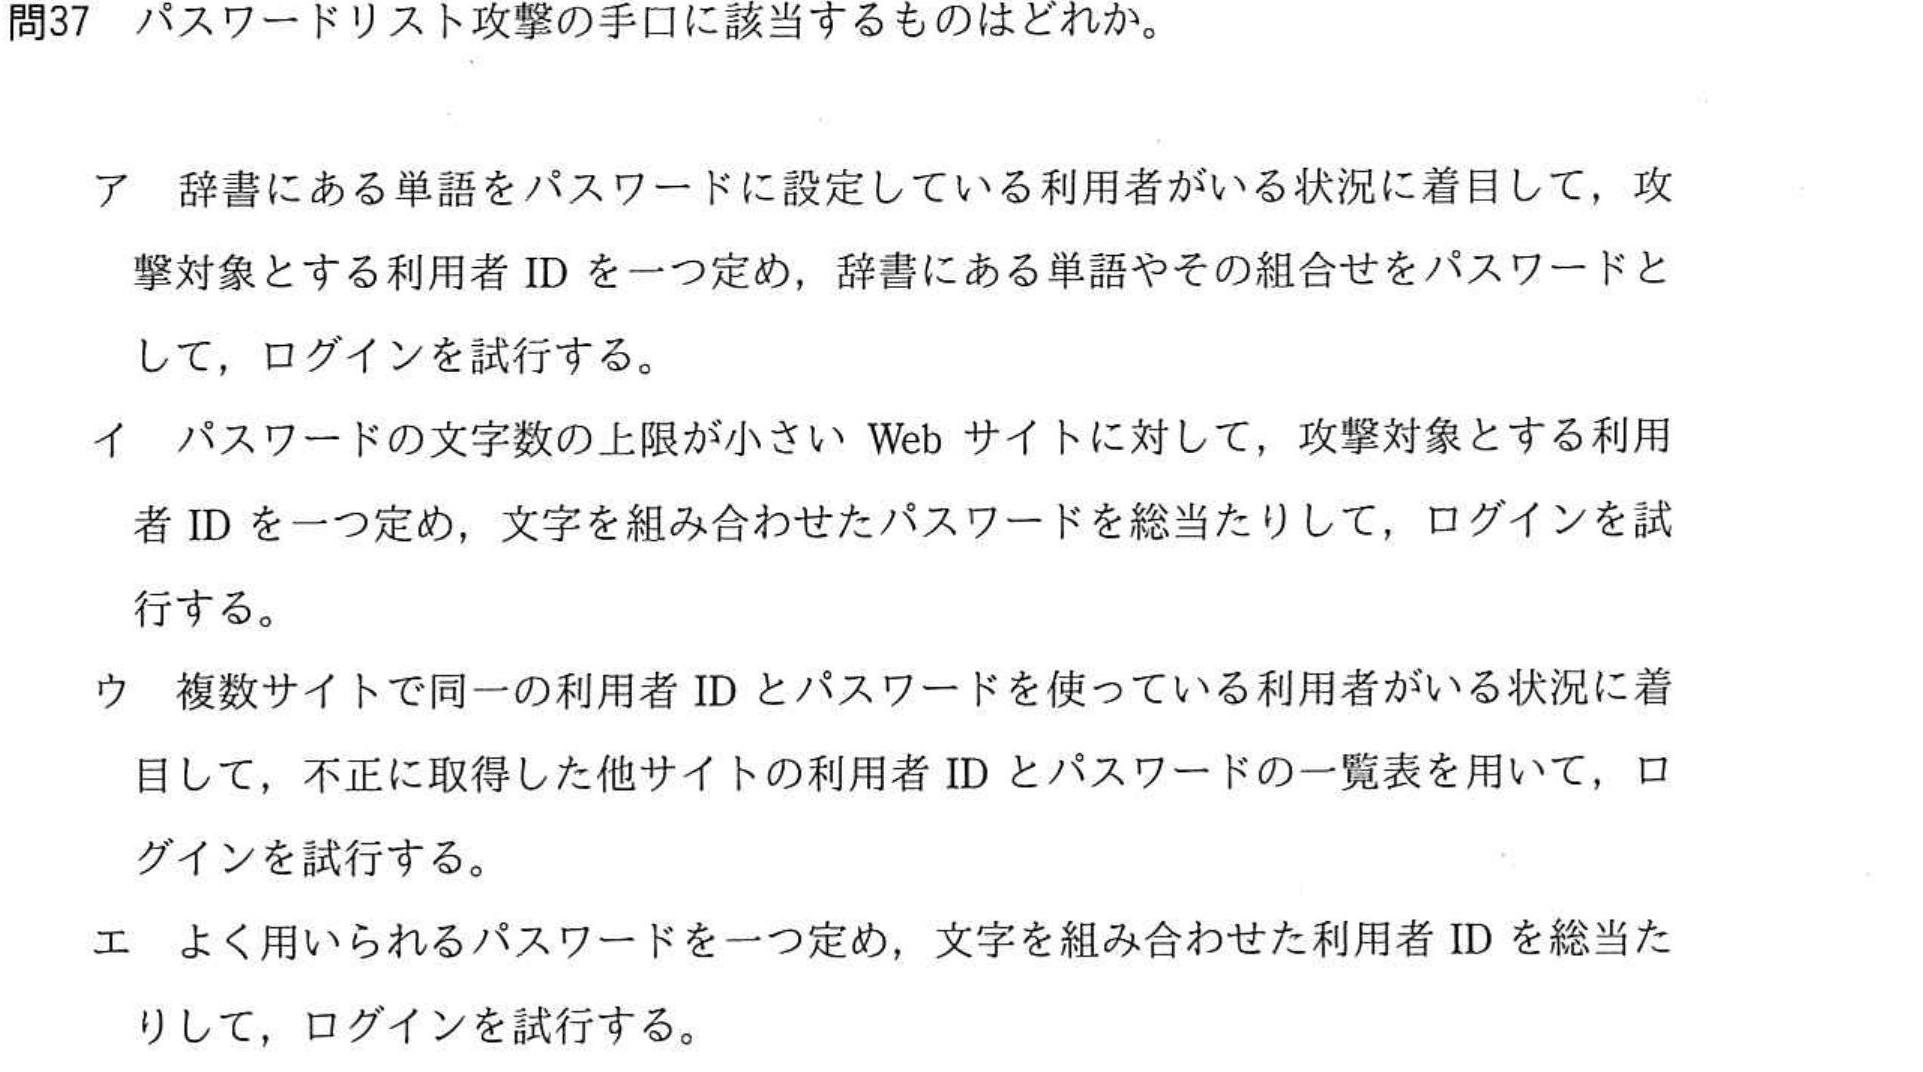 問37　パスワードリスト攻撃の手口に該当するものはどれか。
ア　辞書にある単語をパスワードに設定している利用者がいる状況に着目して，攻
撃対象とする利用者 ID を一つ定め，辞書にある単語やその組合せをパスワードと
して，ログインを試行する。
イ　パスワードの文字数の上限が小さい Web サイトに対して，攻撃対象とする利用
者 ID を一つ定め，文字を組み合わせたパスワードを総当たりして，ログインを試
行する。
ウ　複数サイトで同一の利用者 ID とパスワードを使っている利用者がいる状況に着
目して，不正に取得した他サイトの利用者 ID とパスワードの一覧表を用いて，ロ
グインを試行する。
エ　よく用いられるパスワードを一つ定め，文字を組み合わせた利用者 ID を総当た
りして，ログインを試行する。